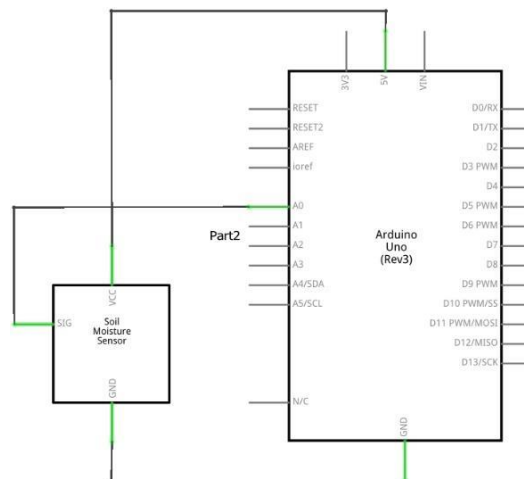 3V3
5V
VIN
RESET
RESET2
AREF
ioref
A0
A1
A2
A3
A4/SDA
A5/SCL
N/C
Part2
Arduino
Uno
(Rev3)
D0/RX
D1/TX
D2
D3 PWM
D4
D5 PWM
D6 PWM
D7
D8
D9 PWM
D10 PWM/SS
D11 PWM/MOSI
D12/MISO
D13/SCK
GND
VCC
SIG
Soil
Moisture
Sensor
GND